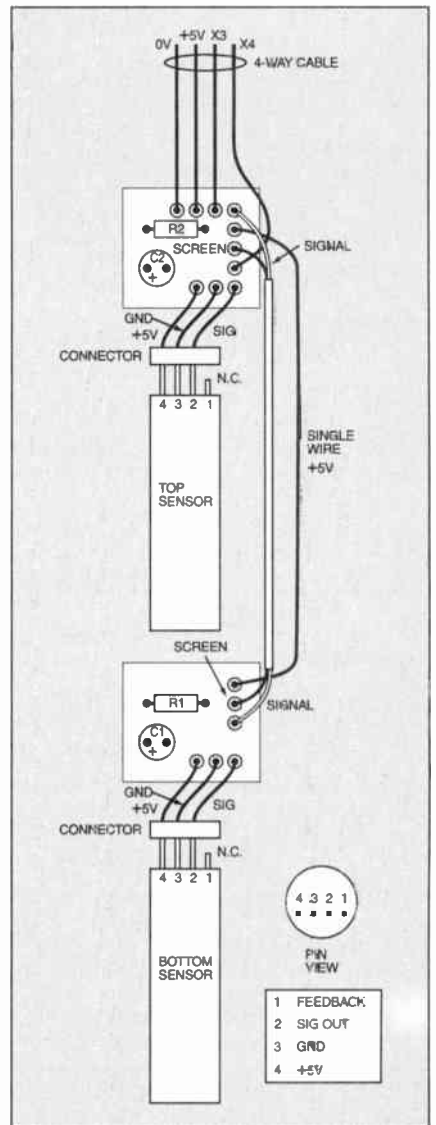 0V +5V X3 X4
4-WAY CABLE
R2
SCREEN
SIGNAL
C2
+
GND
+5V
SIG
CONNECTOR
N.C.
4 3 2 1
TOP
SENSOR
SINGLE
WIRE
+5V
SCREEN
R1
SIGNAL
C1
+
GND
+5V
SIG
CONNECTOR
N.C.
4 3 2 1
BOTTOM
SENSOR
4 3 2 1
PIN
VIEW
1 FEEDBACK
2 SIG OUT
3 GND
4 +5V